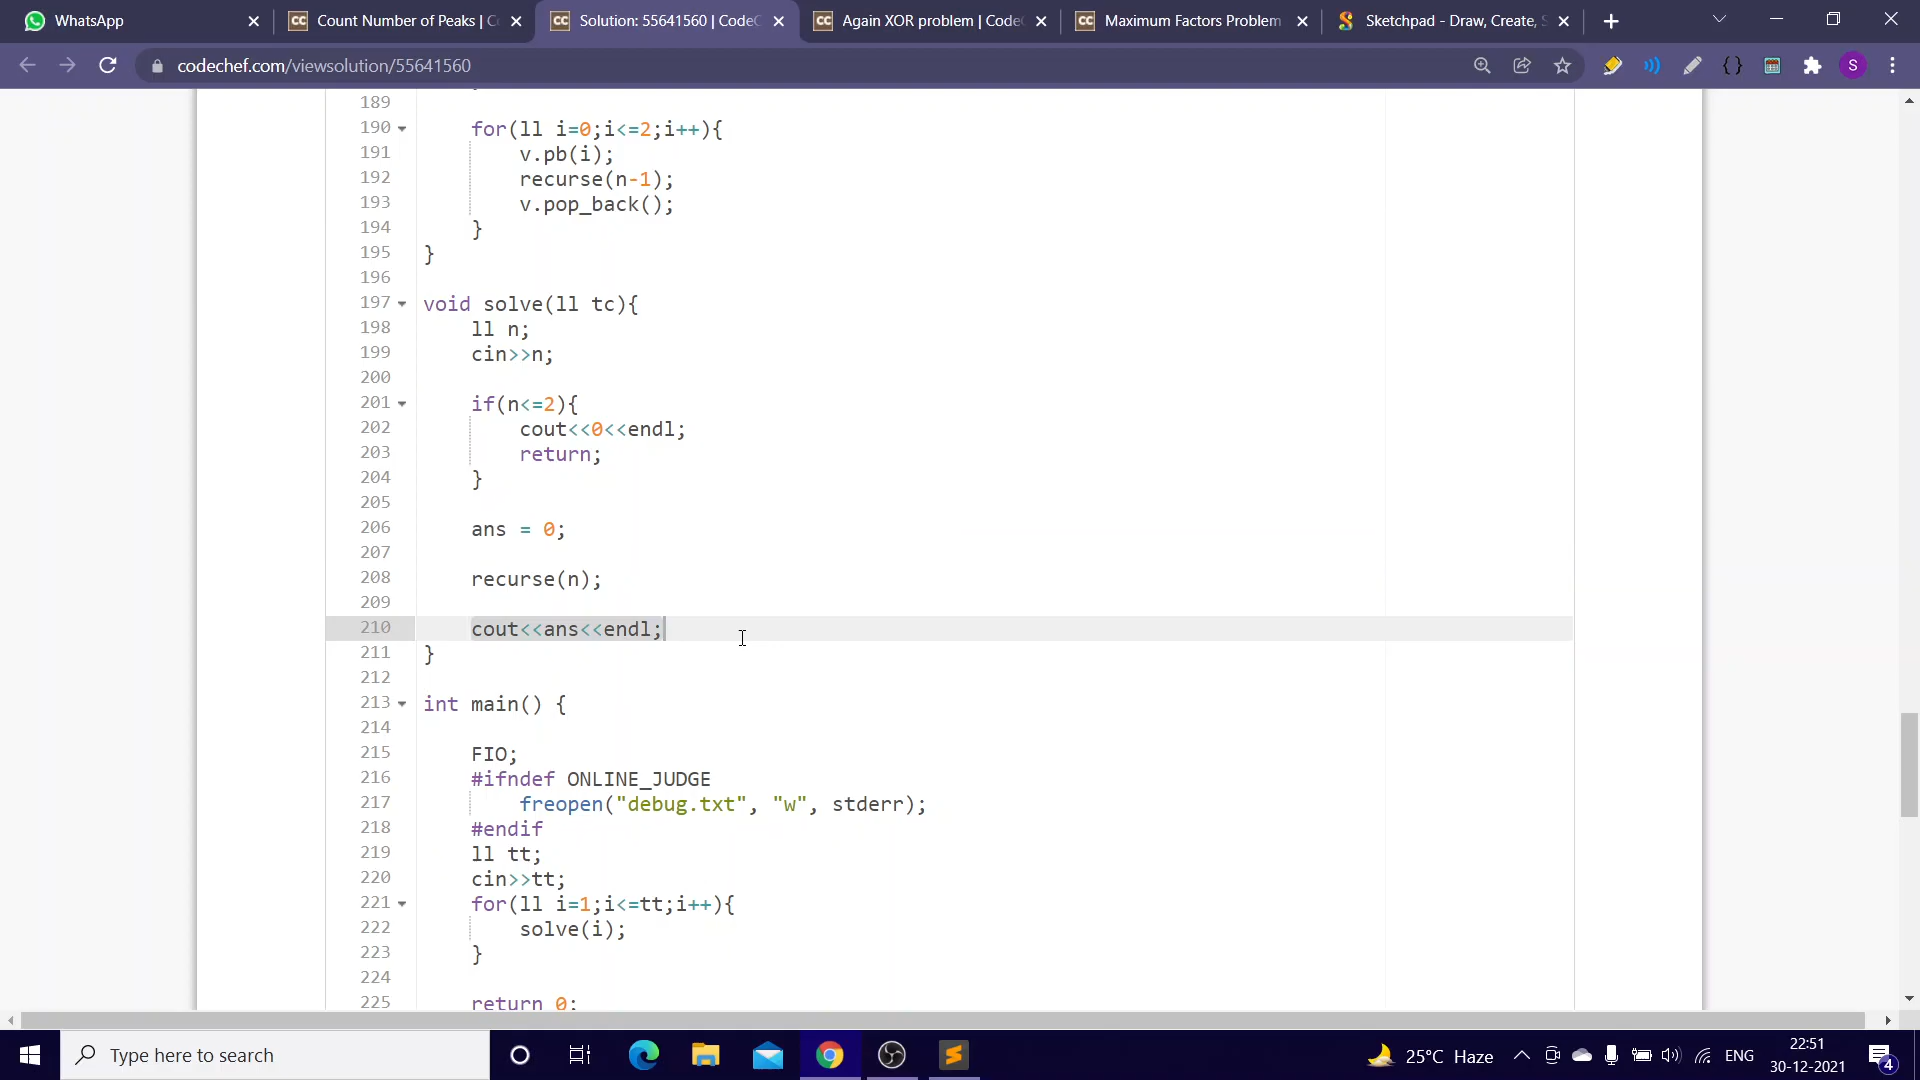 WhatsApp
Count Number of Peaks | Co
Solution: 55641560 | CodeC
Again XOR problem | CodeC
Maximum Factors Problem
Sketchpad - Draw, Create, S
codechef.com/viewsolution/55641560
S
189
190 for(ll i=0;i<=2;i++){
191 v.pb(i);
192 recurse(n-1);
193 v.pop_back();
194 }
195 }
196
197 void solve(ll tc){
198 ll n;
199 cin>>n;
200
201 if(n<=2){
202 cout<<0<<endl;
203 return;
204 }
205
206 ans = 0;
207
208 recurse(n);
209
210 cout<<ans<<endl;
211 }
212
213 int main() {
214
215 FIO;
216 #ifndef ONLINE_JUDGE
217 freopen("debug.txt", "w", stderr);
218 #endif
219 ll tt;
220 cin>>tt;
221 for(ll i=1;i<=tt;i++){
222 solve(i);
223 }
224
225 return 0;
Type here to search
25°C Haze
ENG
22:51
30-12-2021
4